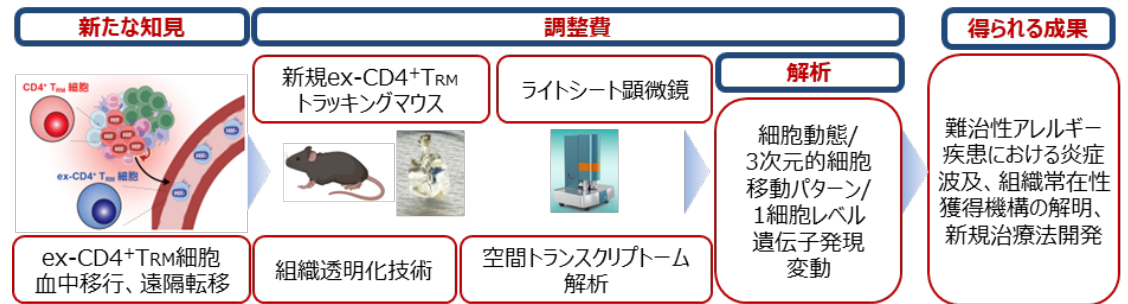 新たな知見
調整費
得られる成果
CD4⁺ TRM 細胞
ex-CD4⁺ TRM 細胞
ex-CD4⁺TRM細胞
血中移行、遠隔転移
新規ex-CD4⁺TRM
トラッキングマウス
ライトシート顕微鏡
組織透明化技術
空間トランスクリプトーム
解析
解析
細胞動態/
3次元的細胞
移動パターン/
1細胞レベル
遺伝子発現
変動
難治性アレルギー
疾患における炎症
波及、組織常在性
獲得機構の解明、
新規治療法開発